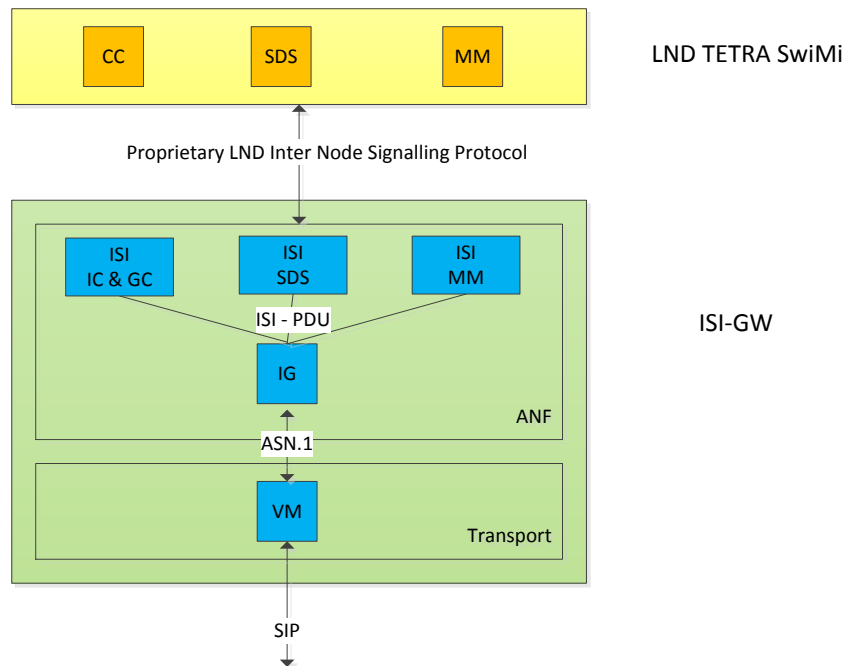 CC
SDS
MM
LND TETRA SwiMi
Proprietary LND Inter Node Signalling Protocol
ISI
IC & GC
ISI
SDS
ISI
MM
ISI - PDU
ISI-GW
IG
ANF
ASN.1
VM
Transport
SIP